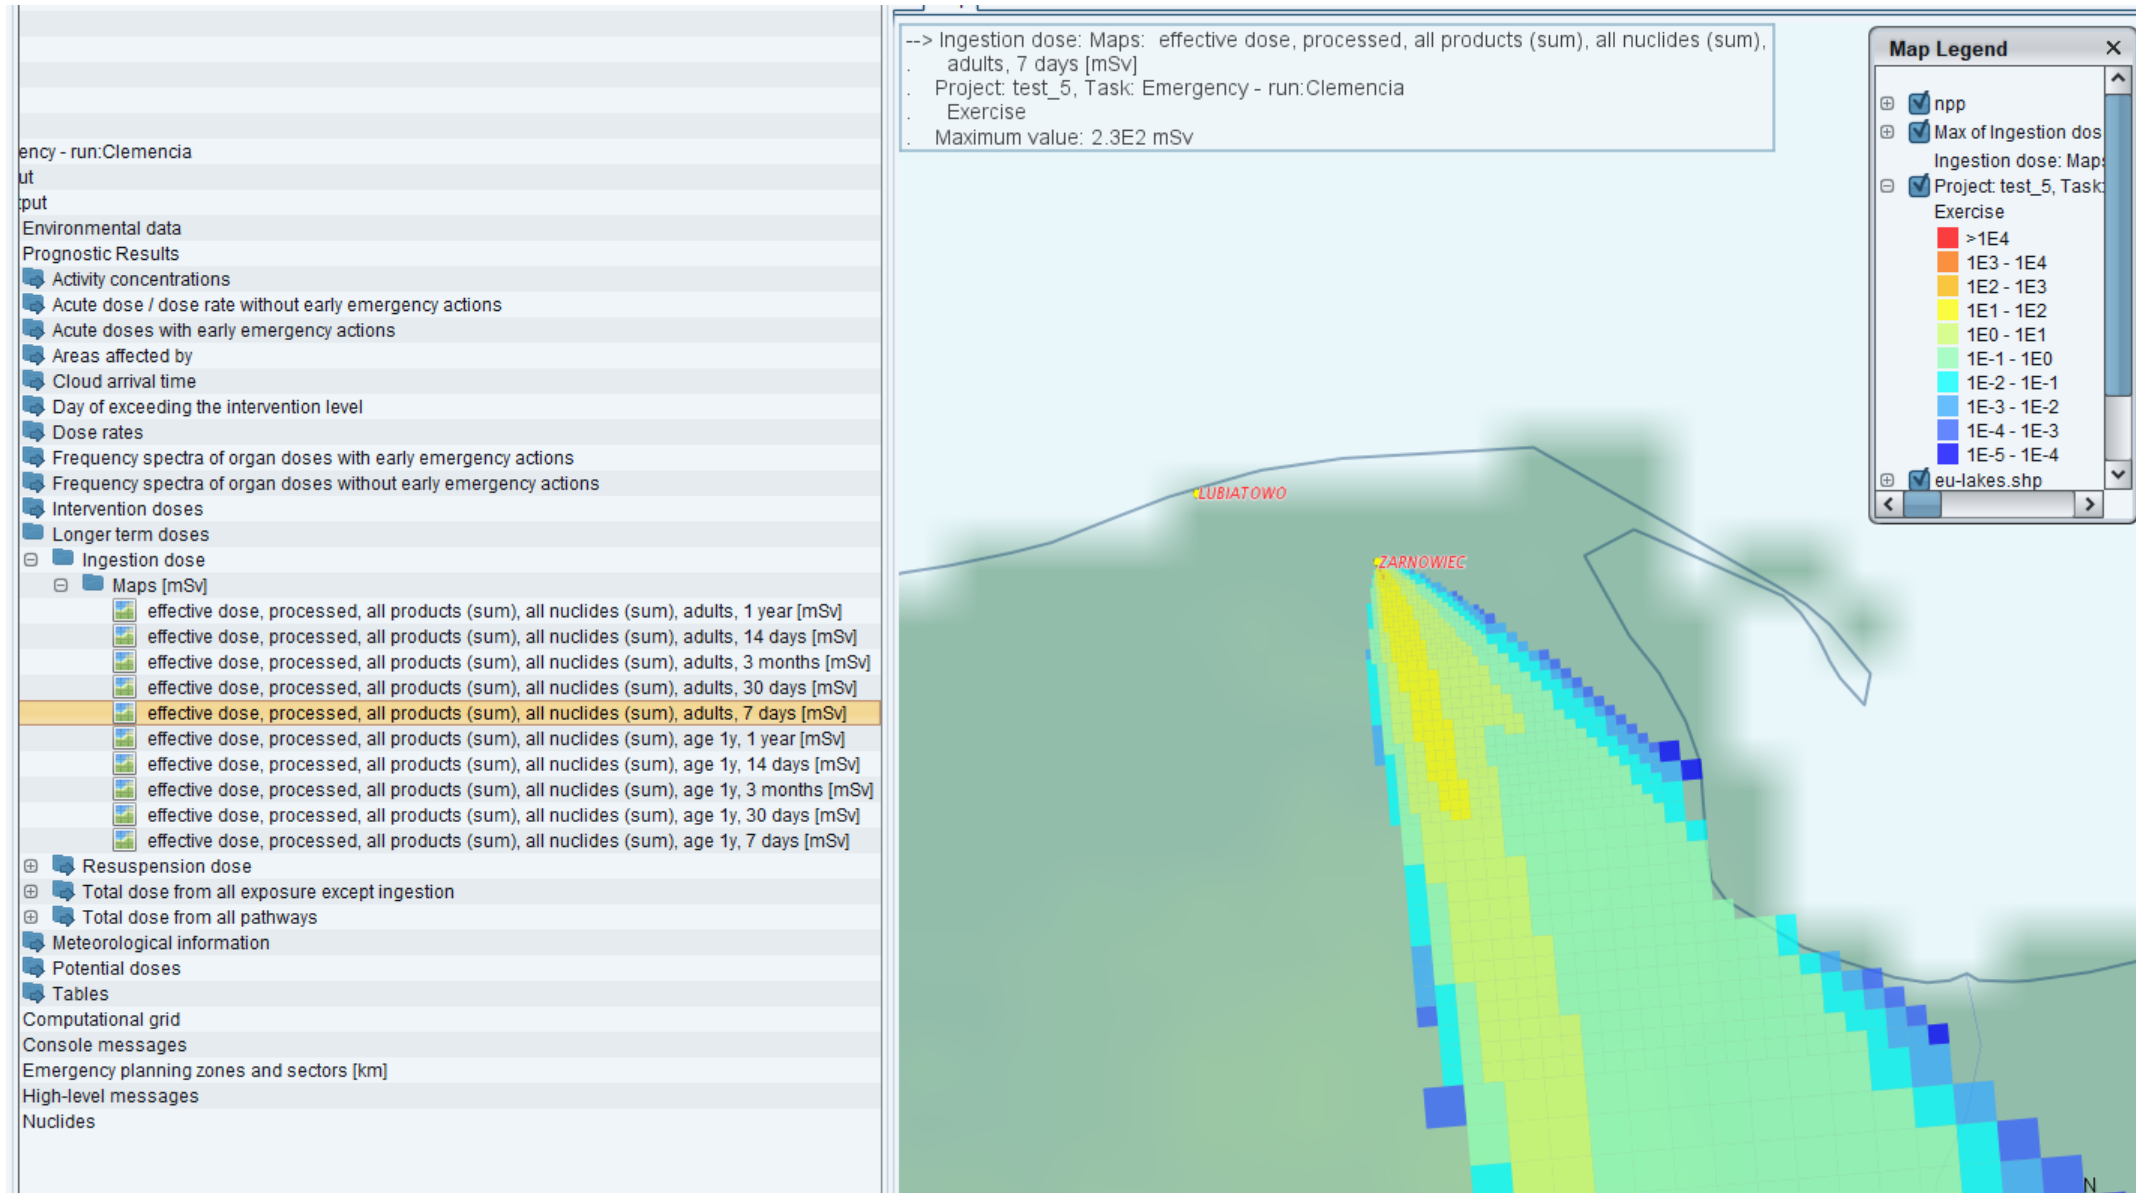 ency - run:Clemencia
ut
tput
Environmental data
Prognostic Results
Activity concentrations
Acute dose / dose rate without early emergency actions
Acute doses with early emergency actions
Areas affected by
Cloud arrival time
Day of exceeding the intervention level
Dose rates
Frequency spectra of organ doses with early emergency actions
Frequency spectra of organ doses without early emergency actions
Intervention doses
Longer term doses
Ingestion dose
Maps [mSv]
effective dose, processed, all products (sum), all nuclides (sum), adults, 1 year [mSv]
effective dose, processed, all products (sum), all nuclides (sum), adults, 14 days [mSv]
effective dose, processed, all products (sum), all nuclides (sum), adults, 3 months [mSv]
effective dose, processed, all products (sum), all nuclides (sum), adults, 30 days [mSv]
effective dose, processed, all products (sum), all nuclides (sum), adults, 7 days [mSv]
effective dose, processed, all products (sum), all nuclides (sum), age 1y, 1 year [mSv]
effective dose, processed, all products (sum), all nuclides (sum), age 1y, 14 days [mSv]
effective dose, processed, all products (sum), all nuclides (sum), age 1y, 3 months [mSv]
effective dose, processed, all products (sum), all nuclides (sum), age 1y, 30 days [mSv]
effective dose, processed, all products (sum), all nuclides (sum), age 1y, 7 days [mSv]
Resuspension dose
Total dose from all exposure except ingestion
Total dose from all pathways
Meteorological information
Potential doses
Tables
Computational grid
Console messages
Emergency planning zones and sectors [km]
High-level messages
Nuclides
--> Ingestion dose: Maps: effective dose, processed, all products (sum), all nuclides (sum),
. adults, 7 days [mSv]
. Project: test_5, Task: Emergency - run:Clemencia
. Exercise
. Maximum value: 2.3E2 mSv
LUBIATOWO
ZARNOWIEC
Map Legend
npp
Max of Ingestion dos
Ingestion dose: Maps
Project: test_5, Task:
Exercise
>1E4
1E3 - 1E4
1E2 - 1E3
1E1 - 1E2
1E0 - 1E1
1E-1 - 1E0
1E-2 - 1E-1
1E-3 - 1E-2
1E-4 - 1E-3
1E-5 - 1E-4
eu-lakes.shp
N